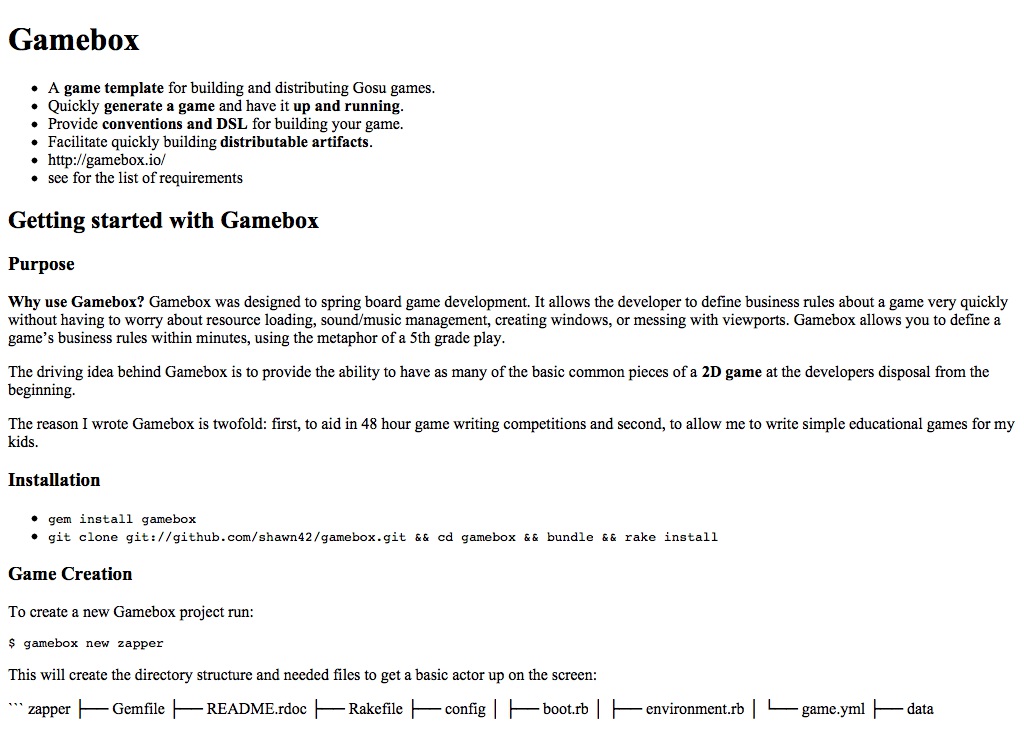 Gamebox
• A game template for building and distributing Gosu games.
• Quickly generate a game and have it up and running.
• Provide conventions and DSL for building your game.
• Facilitate quickly building distributable artifacts.
• http://gamebox.io/
• see for the list of requirements
Getting started with Gamebox
Purpose
Why use Gamebox? Gamebox was designed to spring board game development. It allows the developer to define business rules about a game very quickly
without having to worry about resource loading, sound/music management, creating windows, or messing with viewports. Gamebox allows you to define a
game’s business rules within minutes, using the metaphor of a 5th grade play.
The driving idea behind Gamebox is to provide the ability to have as many of the basic common pieces of a 2D game at the developers disposal from the
beginning.
The reason I wrote Gamebox is twofold: first, to aid in 48 hour game writing competitions and second, to allow me to write simple educational games for my
kids.
Installation
• gem install gamebox
• git clone git://github.com/shawn42/gamebox.git && cd gamebox && bundle && rake install
Game Creation
To create a new Gamebox project run:
$ gamebox new zapper
This will create the directory structure and needed files to get a basic actor up on the screen:
``` zapper ├── Gemfile ├── README.rdoc ├── Rakefile ├── config │ ├── boot.rb │ ├── environment.rb │ └── game.yml ├── data